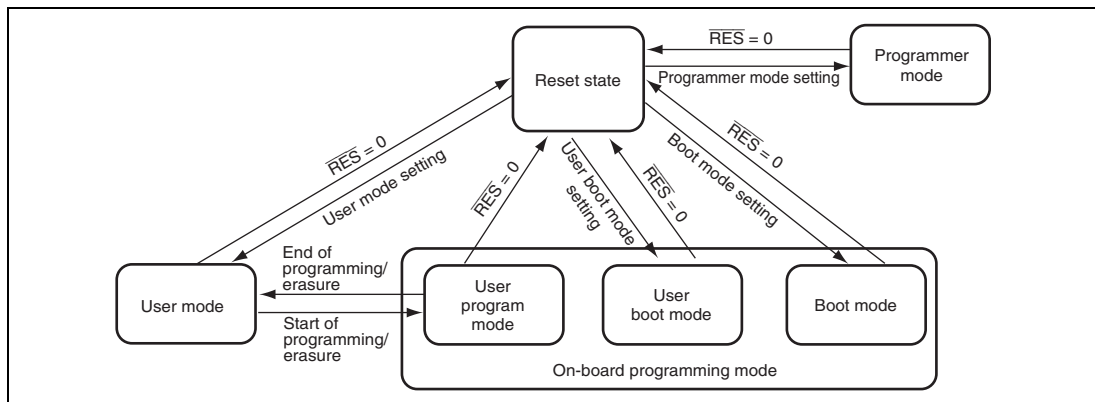 RES = 0
Reset state
Programmer mode setting
Programmer
mode
RES = 0
User mode setting
RES = 0
User boot mode
setting
RES = 0
Boot mode setting
RES = 0
User mode
End of
programming/
erasure
Start of
programming/
erasure
User
program
mode
User
boot mode
Boot mode
On-board programming mode